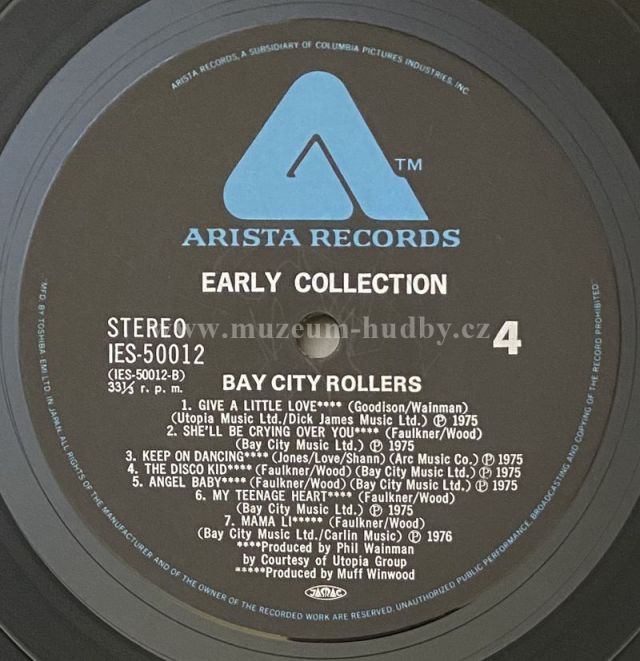 ARISTA RECORDS, A SUBSIDIARY OF COLUMBIA PICTURES INDUSTRIES, INC.
TM
ARISTA RECORDS
EARLY COLLECTION
STEREO
IES-50012
(IES-50012-B)
33⅓ r. p. m.
www.muzeum-hudby.cz
4
BAY CITY ROLLERS
1. GIVE A LITTLE LOVE**** (Goodison/Wainman)
(Utopia Music Ltd./Dick James Music Ltd.) Ⓟ 1975
2. SHE'LL BE CRYING OVER YOU**** (Faulkner/Wood)
(Bay City Music Ltd.) Ⓟ 1975
3. KEEP ON DANCING**** (Jones/Love/Shann) (Arc Music Co.) Ⓟ 1975
4. THE DISCO KID**** (Faulkner/Wood) (Bay City Music Ltd.) Ⓟ 1975
5. ANGEL BABY**** (Faulkner/Wood) (Bay City Music Ltd.) Ⓟ 1975
6. MY TEENAGE HEART**** (Faulkner/Wood)
(Bay City Music Ltd.) Ⓟ 1975
7. MAMA LI***** (Faulkner/Wood)
(Bay City Music Ltd./Carlin Music) Ⓟ 1976
****Produced by Phil Wainman
by Courtesy of Utopia Group
*****Produced by Muff Winwood
JASRAC
MFD. BY TOSHIBA EMI LTD. IN JAPAN. ALL RIGHTS OF THE MANUFACTURER AND OF THE OWNER OF THE RECORDED WORK ARE RESERVED. UNAUTHORIZED PUBLIC PERFORMANCE, BROADCASTING AND COPYING OF THE RECORD PROHIBITED.